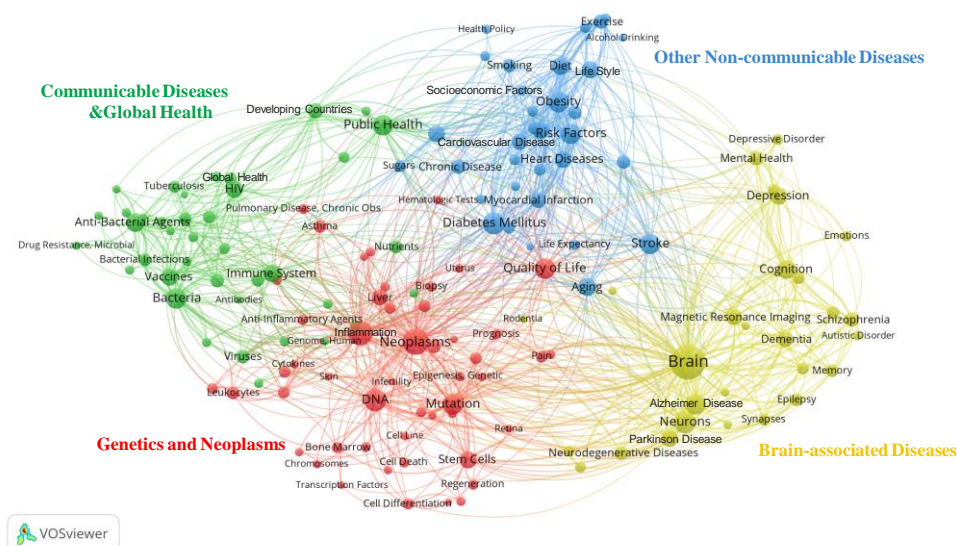 Health Policy
Exercise
Alcohol Drinking
Other Non-communicable Diseases
Smoking
Diet
Life Style
Communicable Diseases
&Global Health
Socioeconomic Factors
Obesity
Developing Countries
Public Health
Risk Factors
Cardiovascular Disease
Depressive Disorder
Mental Health
Heart Diseases
Sugars
Chronic Disease
Global Health
HIV
Tuberculosis
Depression
Hematologic Tests
Myocardial Infarction
Pulmonary Disease, Chronic Obs
Anti-Bacterial Agents
Asthma
Diabetes Mellitus
Emotions
Drug Resistance, Microbial
Nutrients
Life Expectancy
Stroke
Bacterial Infections
Vaccines
Immune System
Uterus
Quality of Life
Cognition
Bacteria
Antibodies
Liver
Biopsy
Aging
Anti-Inflammatory Agents
Rodentia
Magnetic Resonance Imaging
Schizophrenia
Inflammation
Genome, Human
Neoplasms
Prognosis
Dementia
Autistic Disorder
Viruses
Cytokines
Pain
Brain
Memory
Skin
Infertility
Epigenesis, Genetic
Leukocytes
DNA
Mutation
Alzheimer Disease
Epilepsy
Neurons
Synapses
Retina
Cell Line
Parkinson Disease
Genetics and Neoplasms
Bone Marrow
Neurodegenerative Diseases
Brain-associated Diseases
Chromosomes
Cell Death
Stem Cells
Transcription Factors
Regeneration
Cell Differentiation
VOSviewer